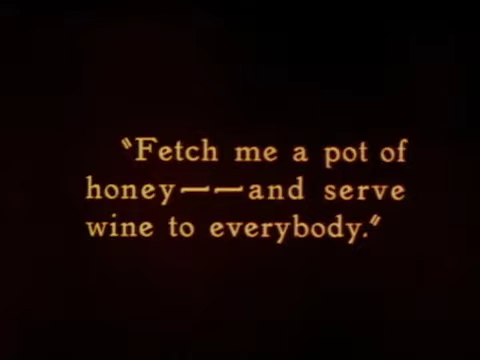 "Fetch me a pot of
honey——and serve
wine to everybody."